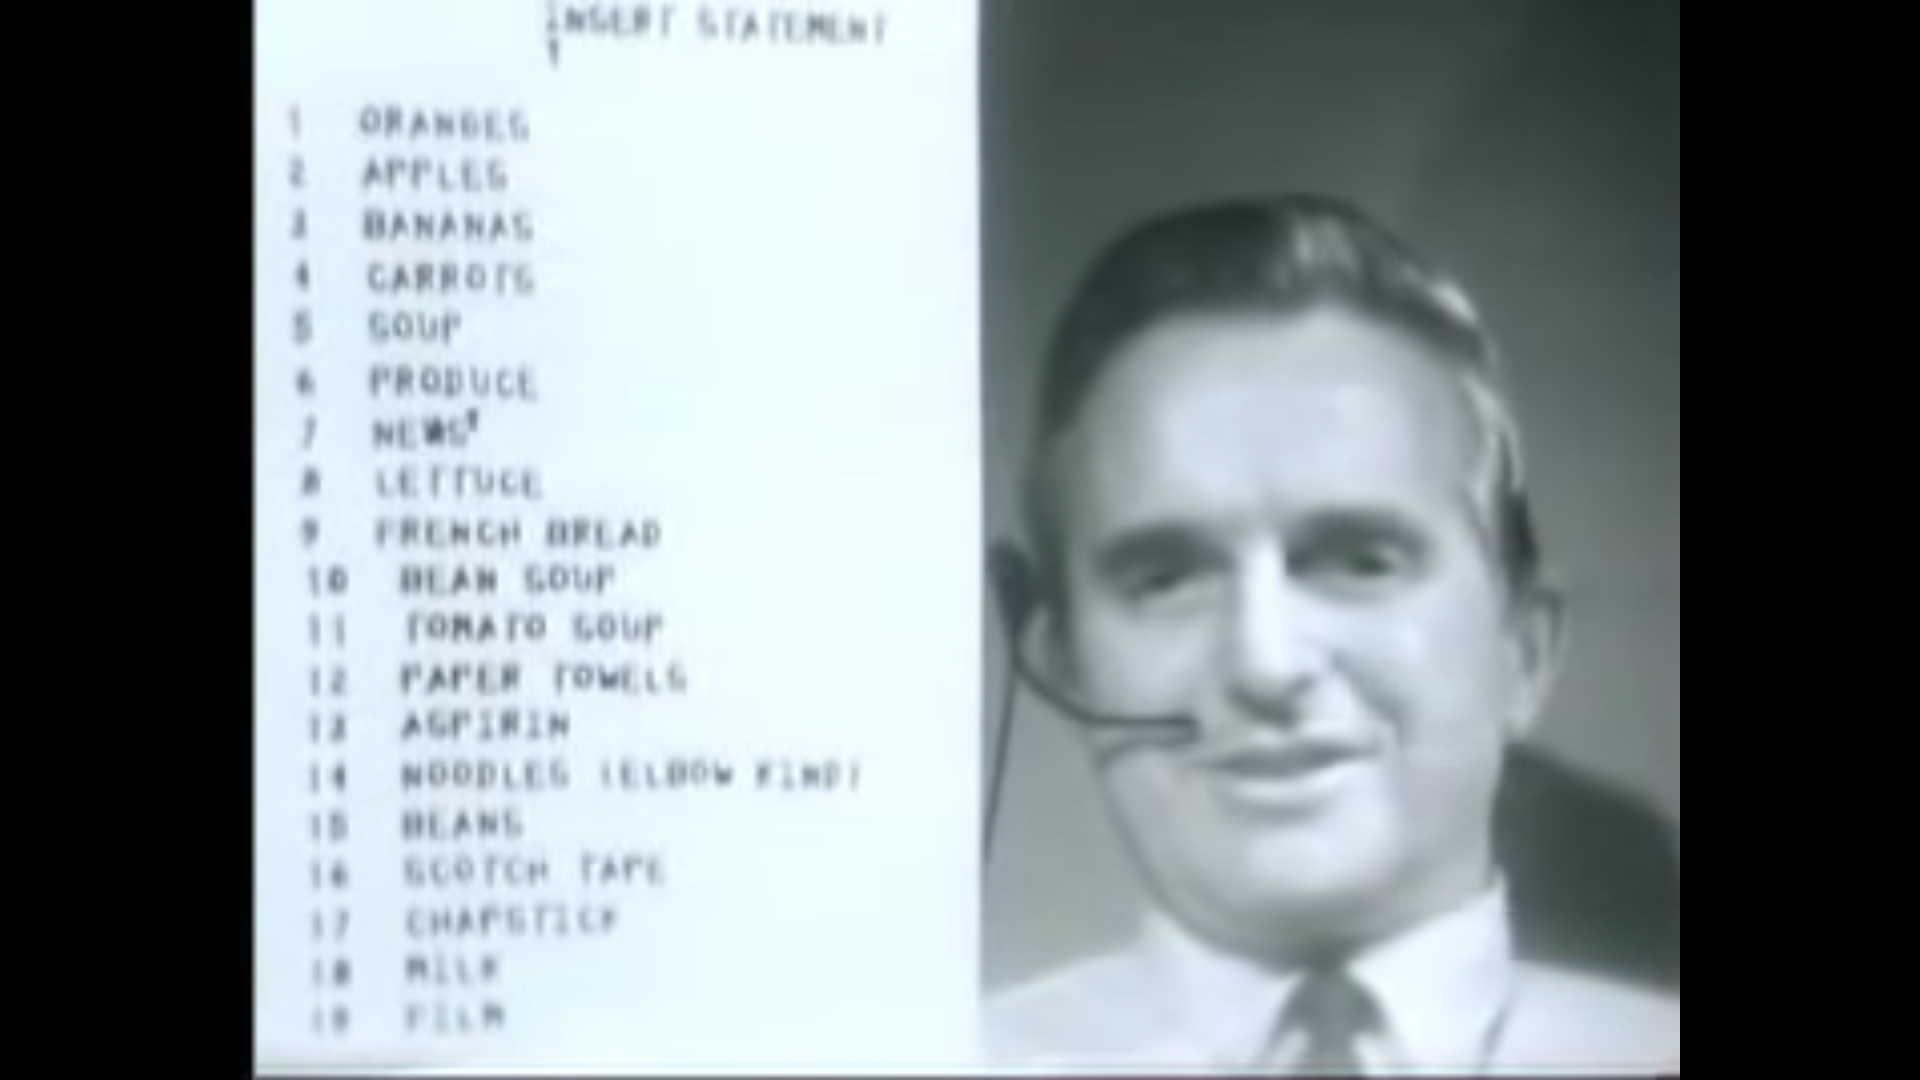 INSERT STATEMENT
1 ORANGES
2 APPLES
3 BANANAS
4 CARROTS
5 SOUP
6 PRODUCE
7 NEWS
8 LETTUCE
9 FRENCH BREAD
10 BEAN SOUP
11 TOMATO SOUP
12 PAPER TOWELS
13 ASPIRIN
14 NOODLES (ELBOW KIND)
15 BEANS
16 SCOTCH TAPE
17 CHAPSTICK
18 MILK
19 FILM